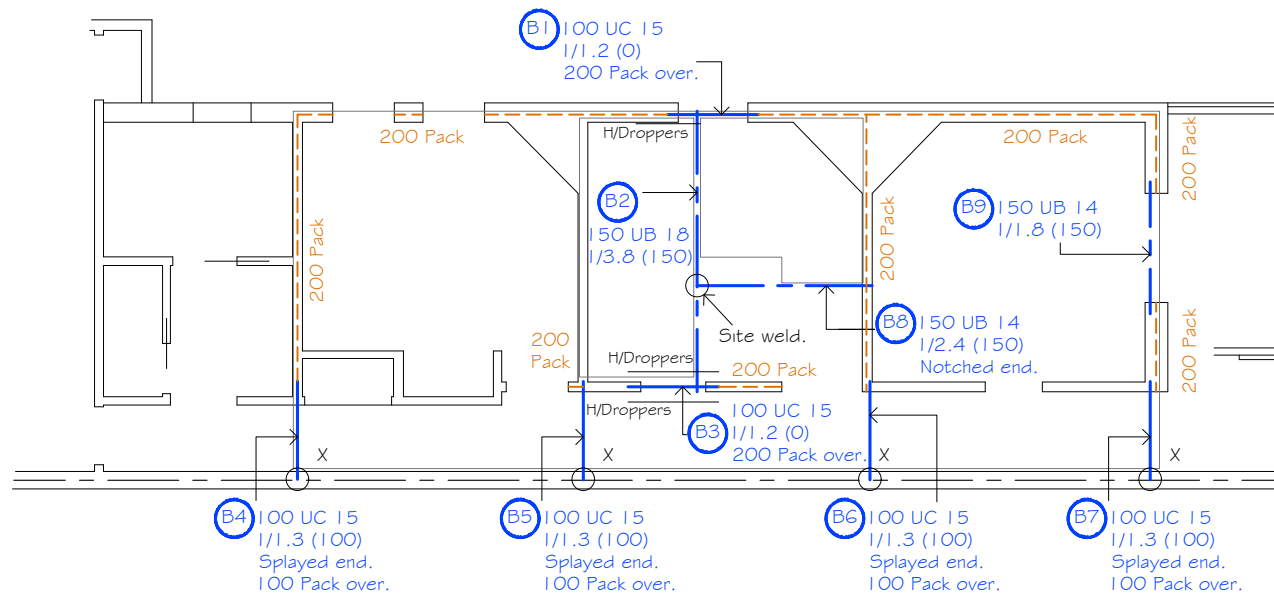 B1 100 UC 15
1/1.2 (0)
200 Pack over.
200 Pack
H/Droppers
200 Pack
200 Pack
B2
150 UB 18
1/3.8 (150)
B9 150 UB 14
1/1.8 (150)
200 Pack
200 Pack
Site weld.
B8 150 UB 14
1/2.4 (150)
Notched end.
200
Pack
H/Droppers
200 Pack
200 Pack
H/Droppers
B3 100 UC 15
1/1.2 (0)
200 Pack over.
X
X
X
X
B4 100 UC 15
1/1.3 (100)
Splayed end.
100 Pack over.
B5 100 UC 15
1/1.3 (100)
Splayed end.
100 Pack over.
B6 100 UC 15
1/1.3 (100)
Splayed end.
100 Pack over.
B7 100 UC 15
1/1.3 (100)
Splayed end.
100 Pack over.